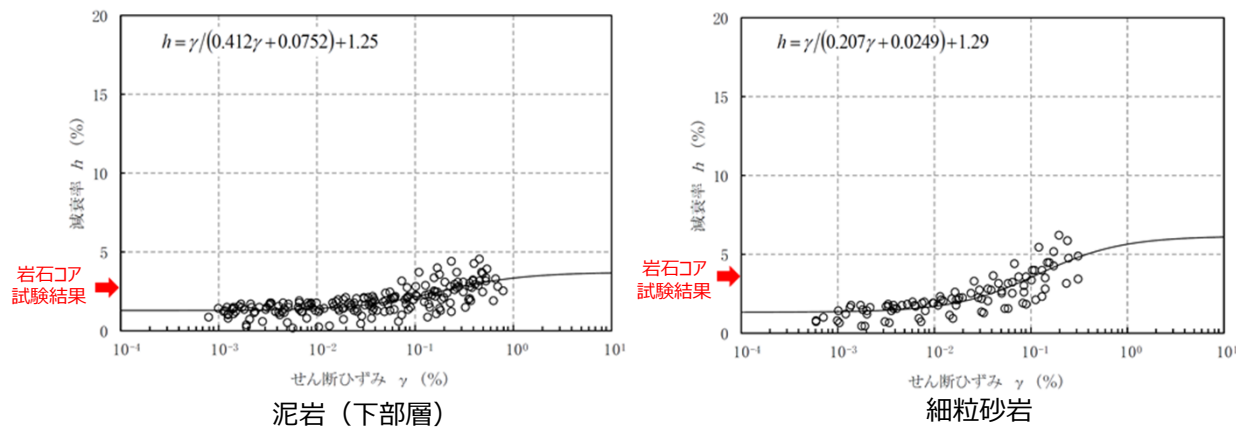 20
h=γ/(0.412γ+0.0752)+1.25
15
10
5
0
減衰率 h (%)
岩石コア
試験結果
10⁻⁴ 10⁻³ 10⁻² 10⁻¹ 10⁰ 10¹
せん断ひずみ γ (%)
泥岩（下部層）
20
h=γ/(0.207γ+0.0249)+1.29
15
10
5
0
減衰率 h (%)
岩石コア
試験結果
10⁻⁴ 10⁻³ 10⁻² 10⁻¹ 10⁰ 10¹
せん断ひずみ γ (%)
細粒砂岩